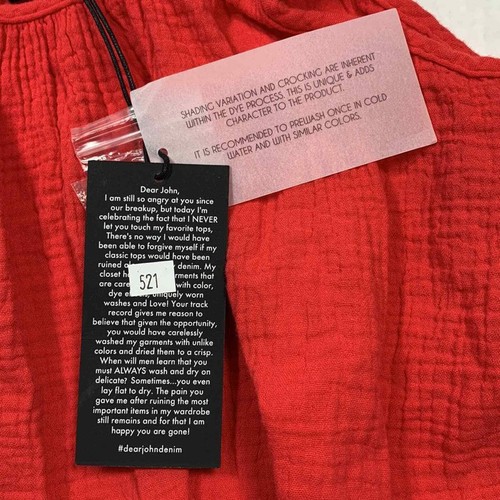 SHADING VARIATION AND CROCKING ARE INHERENT
WITHIN THE DYE PROCESS. THIS IS UNIQUE & ADDS
CHARACTER TO THE PRODUCT.
IT IS RECOMMENDED TO PREWASH ONCE IN COLD
WATER AND WITH SIMILAR COLORS.
Dear John,
I am still so angry at you since
our breakup, but today I'm
celebrating the fact that I NEVER
let you touch my favorite tops,
There's no way I would have
been able to forgive myself if my
classic tops would have been
ruined denim. My
closet
are with color,
dye uniquely worn
washes and Love! Your track
record gives me reason to
believe that given the opportunity,
you would have carelessly
washed my garments with unlike
colors and dried them to a crisp.
When will men learn that you
must ALWAYS wash and dry on
delicate? Sometimes...you even
lay flat to dry. The pain you
gave me after ruining the most
important items in my wardrobe
still remains and for that I am
happy you are gone!
#dearjohndenim
521